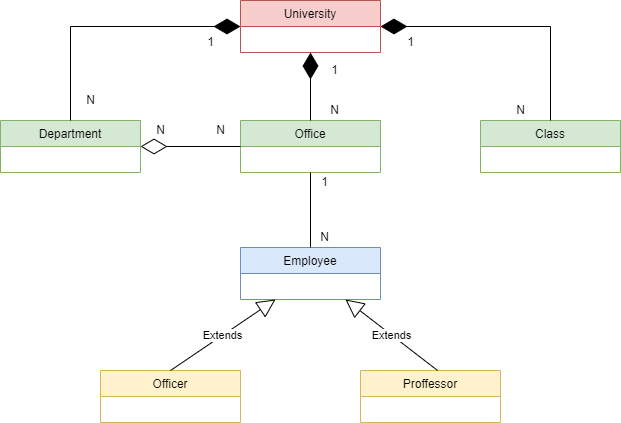 University
1
1
1
N
N
N
Department
N
N
Office
Class
1
N
Employee
Extends
Extends
Officer
Proffessor